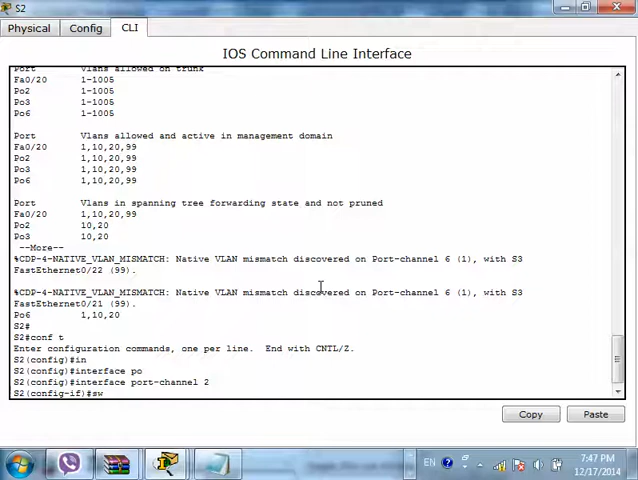 S2
Physical
Config
CLI
IOS Command Line Interface
Port Vlans allowed on trunk
Fa0/20 1-1005
Po2 1-1005
Po3 1-1005
Po6 1-1005
Port Vlans allowed and active in management domain
Fa0/20 1,10,20,99
Po2 1,10,20,99
Po3 1,10,20,99
Po6 1,10,20,99
Port Vlans in spanning tree forwarding state and not pruned
Fa0/20 1,10,20,99
Po2 10,20
Po3 10,20
--More--
%CDP-4-NATIVE_VLAN_MISMATCH: Native VLAN mismatch discovered on Port-channel 6 (1), with S3
FastEthernet0/22 (99).
%CDP-4-NATIVE_VLAN_MISMATCH: Native VLAN mismatch discovered on Port-channel 6 (1), with S3
FastEthernet0/21 (99).
Po6 1,10,20
S2#
S2#conf t
Enter configuration commands, one per line. End with CNTL/Z.
S2(config)#in
S2(config)#interface po
S2(config)#interface port-channel 2
S2(config-if)#sw
Copy
Paste
EN
7:47 PM
12/17/2014